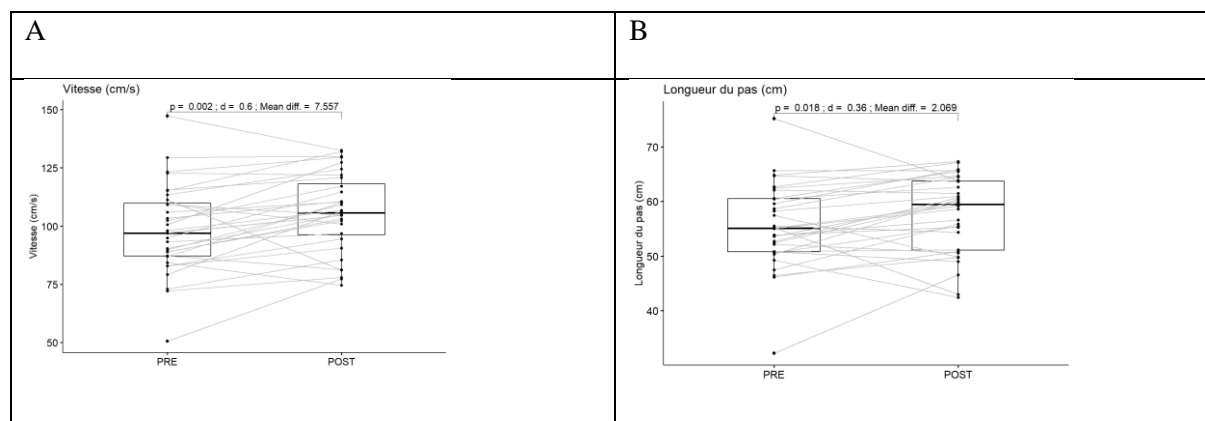 A
B
Vitesse (cm/s)
p = 0.002 ; d = 0.6 ; Mean diff. = 7.557
150
125
100
75
50
Vitesse (cm/s)
PRE
POST
Longueur du pas (cm)
p = 0.018 ; d = 0.36 ; Mean diff. = 2.069
70
60
50
40
Longueur du pas (cm)
PRE
POST